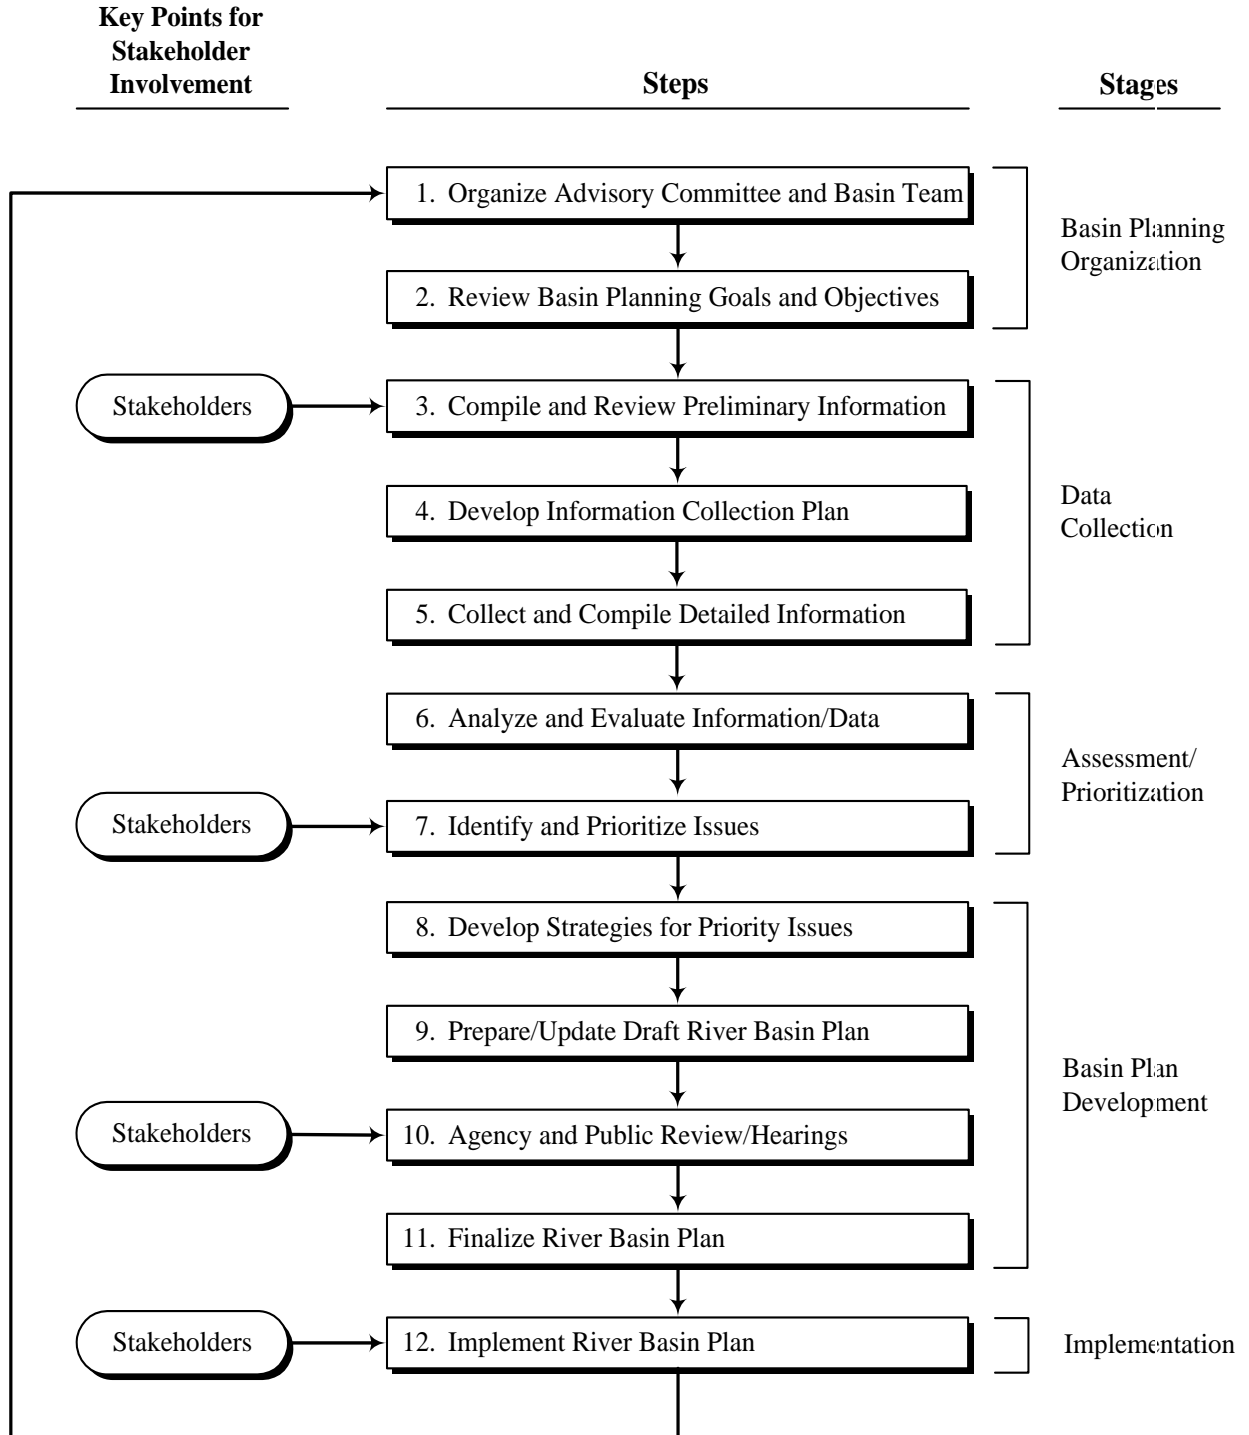 Key Points for
Stakeholder
Involvement
Steps
Stages
1. Organize Advisory Committee and Basin Team
Basin Planning
Organization
2. Review Basin Planning Goals and Objectives
Stakeholders
3. Compile and Review Preliminary Information
4. Develop Information Collection Plan
Data
Collection
5. Collect and Compile Detailed Information
6. Analyze and Evaluate Information/Data
Assessment/
Prioritization
Stakeholders
7. Identify and Prioritize Issues
8. Develop Strategies for Priority Issues
9. Prepare/Update Draft River Basin Plan
Basin Plan
Development
Stakeholders
10. Agency and Public Review/Hearings
11. Finalize River Basin Plan
Stakeholders
12. Implement River Basin Plan
Implementation